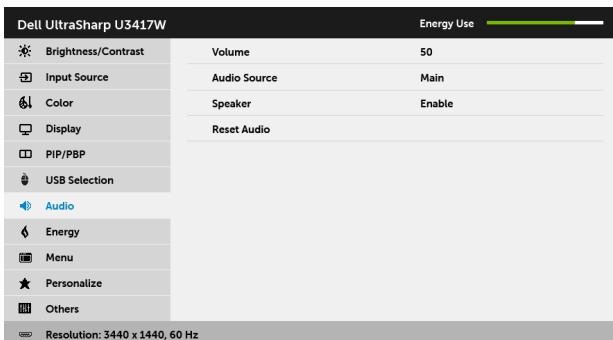 Dell UltraSharp U3417W Energy Use
Brightness/Contrast Volume 50
Input Source Audio Source Main
Color Speaker Enable
Display Reset Audio
PIP/PBP
USB Selection
Audio
Energy
Menu
Personalize
Others
Resolution: 3440 x 1440, 60 Hz